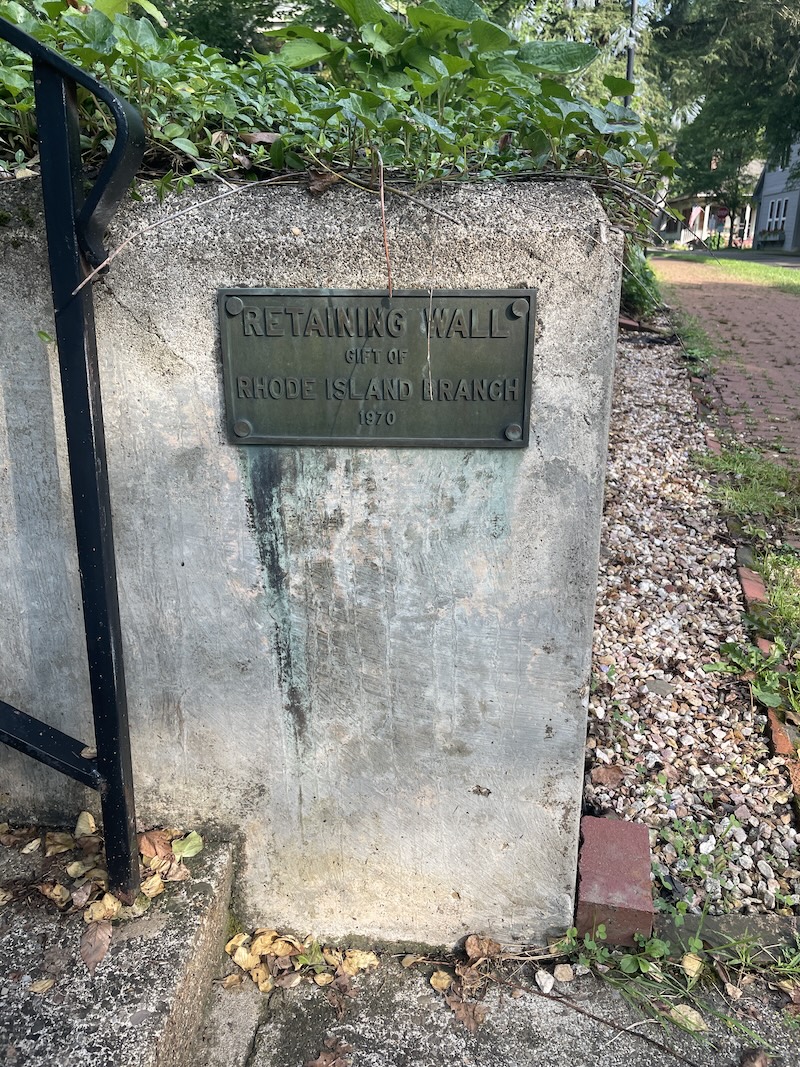 RETAINING WALL
GIFT OF
RHODE ISLAND BRANCH
1970